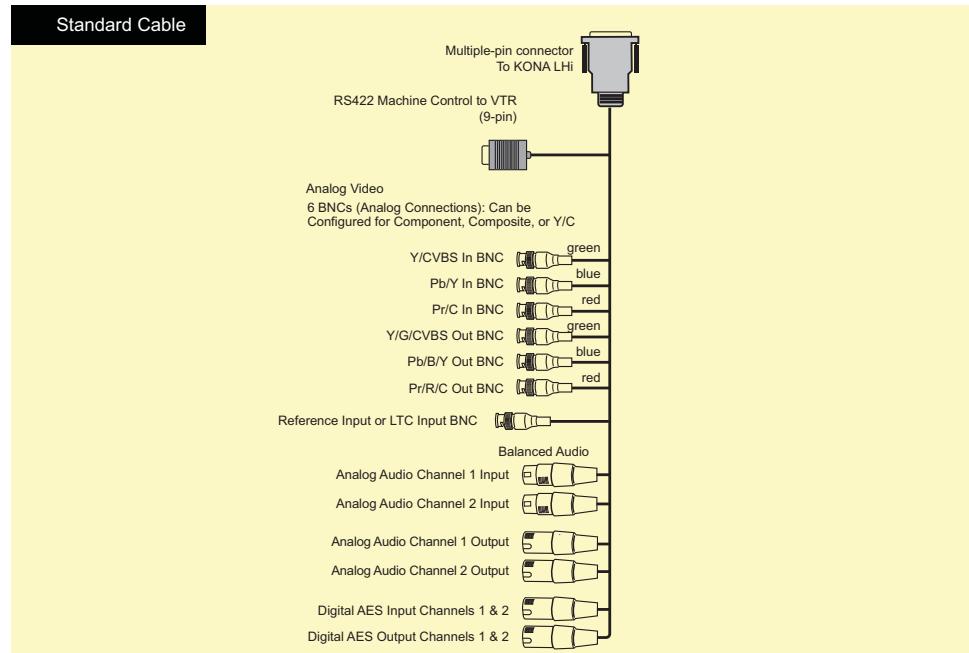 Standard Cable
Multiple-pin connector
To KONA LHi
RS422 Machine Control to VTR
(9-pin)
Analog Video
6 BNCs (Analog Connections): Can be
Configured for Component, Composite, or Y/C
Y/CVBS In BNC green
Pb/Y In BNC blue
Pr/C In BNC red
Y/G/CVBS Out BNC green
Pb/B/Y Out BNC blue
Pr/R/C Out BNC red
Reference Input or LTC Input BNC
Balanced Audio
Analog Audio Channel 1 Input
Analog Audio Channel 2 Input
Analog Audio Channel 1 Output
Analog Audio Channel 2 Output
Digital AES Input Channels 1 & 2
Digital AES Output Channels 1 & 2